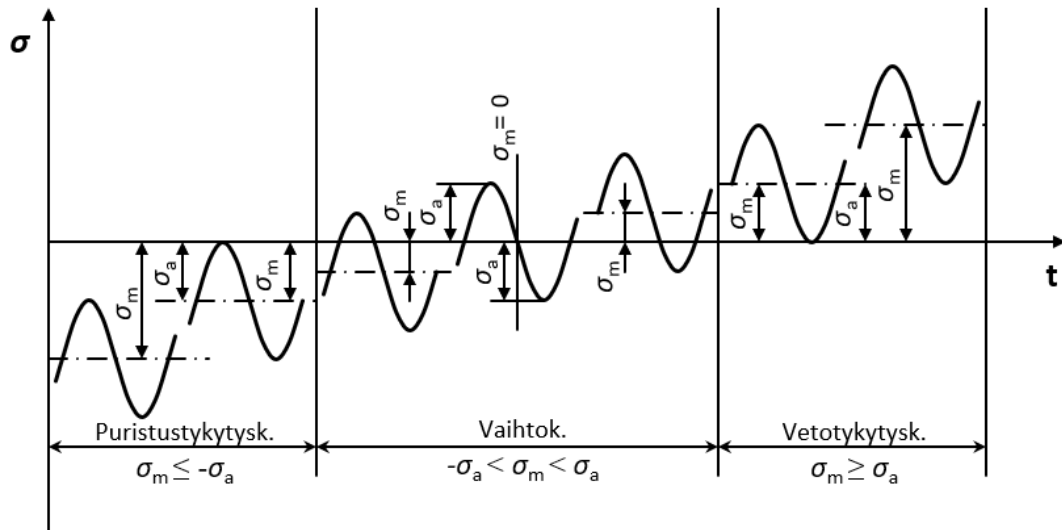 σ
σm = 0
σm
σa
σm
σa
σm
σa
σa
σm
σm
σa
σm
t
Puristustykytysk.
Vaihtok.
Vetotykytysk.
σm ≤ -σa
-σa < σm < σa
σm ≥ σa